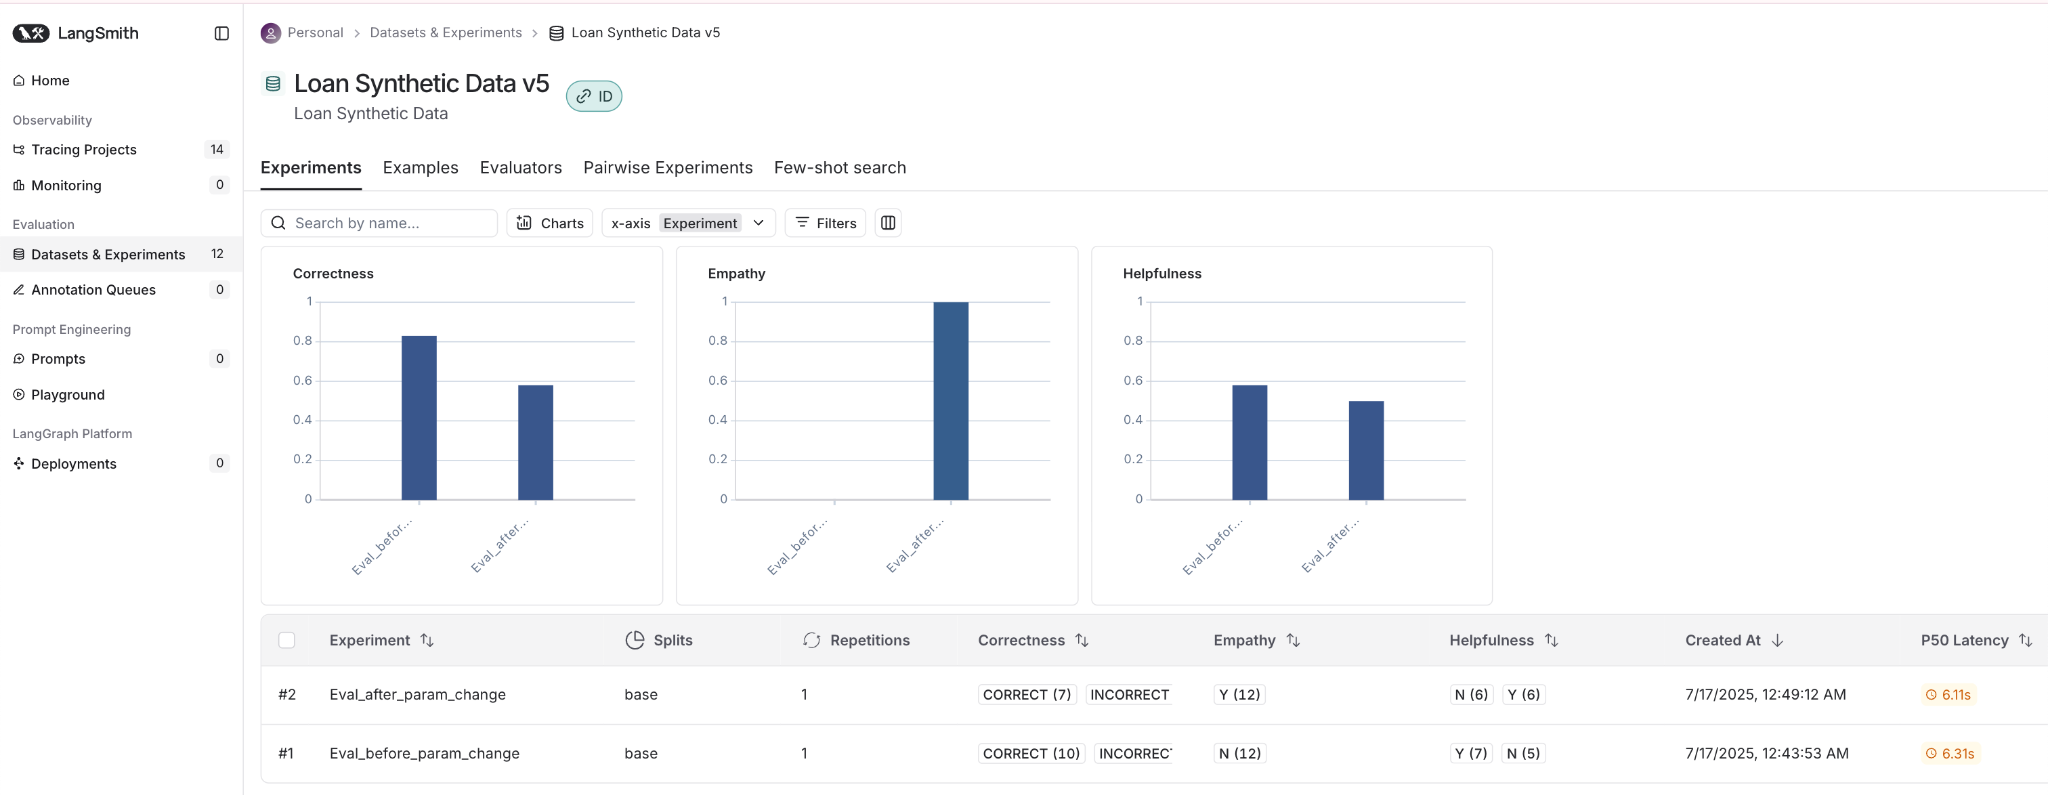 LangSmith
Home
Observability
Tracing Projects 14
Monitoring 0
Evaluation
Datasets & Experiments 12
Annotation Queues 0
Prompt Engineering
Prompts 0
Playground
LangGraph Platform
Deployments 0
Personal > Datasets & Experiments > Loan Synthetic Data v5
Loan Synthetic Data v5 ID
Loan Synthetic Data
Experiments Examples Evaluators Pairwise Experiments Few-shot search
Search by name... Charts x-axis Experiment Filters
Correctness
1
0.8
0.6
0.4
0.2
0
Eval_befor... Eval_after...
Empathy
1
0.8
0.6
0.4
0.2
0
Eval_befor... Eval_after...
Helpfulness
1
0.8
0.6
0.4
0.2
0
Eval_befor... Eval_after...
Experiment Splits Repetitions Correctness Empathy Helpfulness Created At P50 Latency
#2 Eval_after_param_change base 1 CORRECT (7) INCORRECT Y (12) N (6) Y (6) 7/17/2025, 12:49:12 AM 6.11s
#1 Eval_before_param_change base 1 CORRECT (10) INCORREC N (12) Y (7) N (5) 7/17/2025, 12:43:53 AM 6.31s